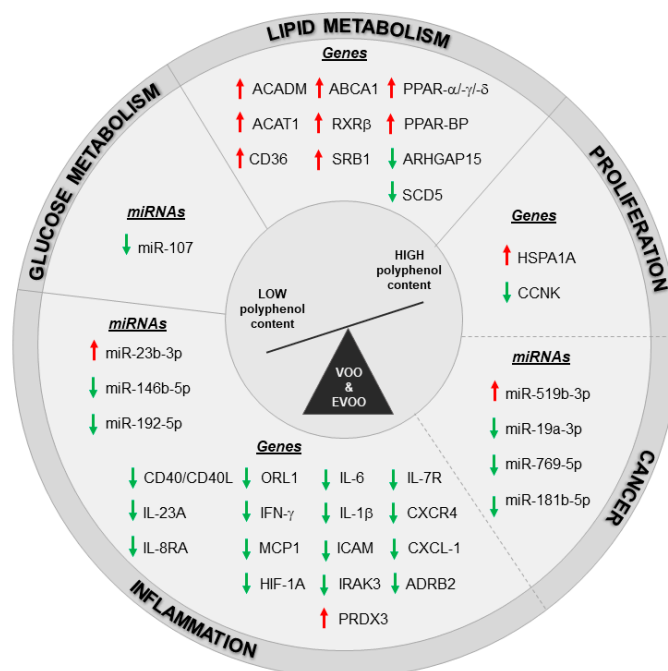 LIPID METABOLISM
Genes
ACADM ABCA1 PPAR-α/-γ/-δ
ACAT1 RXRβ PPAR-BP
CD36 SRB1 ARHGAP15
SCD5
PROLIFERATION
Genes
HSPA1A
CCNK
CANCER
miRNAs
miR-519b-3p
miR-19a-3p
miR-769-5p
miR-181b-5p
INFLAMMATION
miRNAs
miR-23b-3p
miR-146b-5p
miR-192-5p
Genes
CD40/CD40L ORL1 IL-6 IL-7R
IL-23A IFN-γ IL-1β CXCR4
IL-8RA MCP1 ICAM CXCL-1
HIF-1A IRAK3 ADRB2
PRDX3
GLUCOSE METABOLISM
miRNAs
miR-107
HIGH
polyphenol
content
LOW
polyphenol
content
VOO
&
EVOO